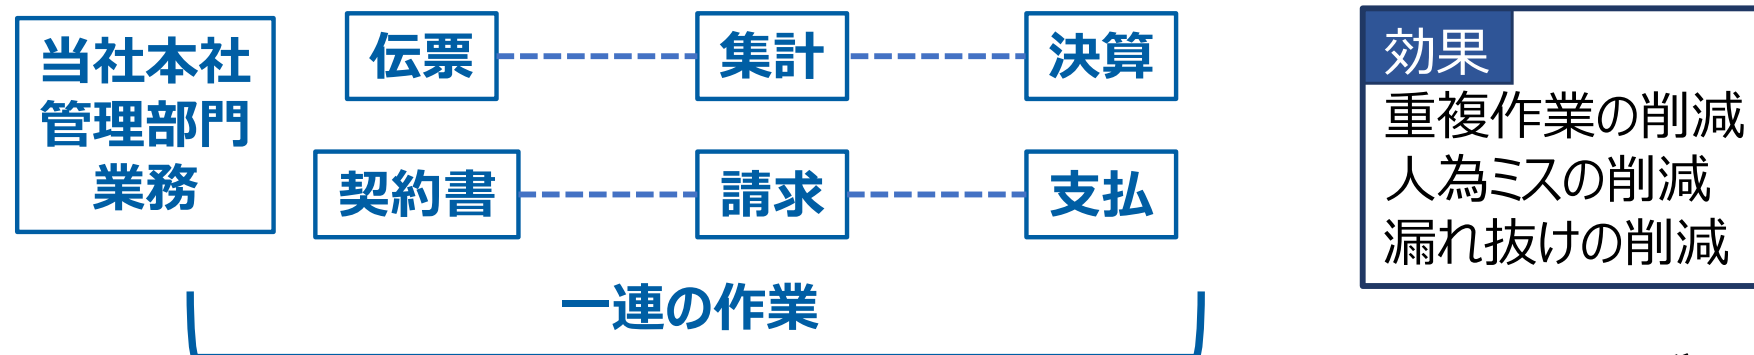 当社本社
管理部門
業務
伝票
集計
決算
契約書
請求
支払
一連の作業
効果
重複作業の削減
人為ミスの削減
漏れ抜けの削減